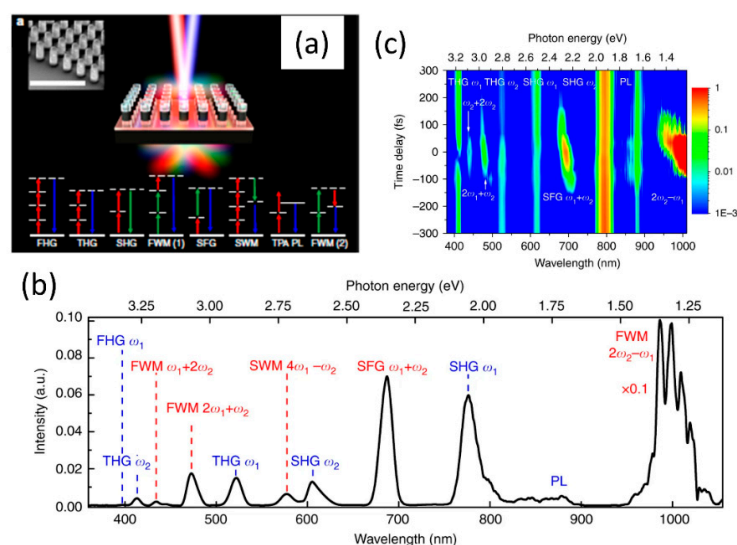 a
(a)
FHG
THG
SHG
FWM (1)
SFG
SWM
TPA PL
FWM (2)
(c)
Photon energy (eV)
3.2 3.0 2.8 2.6 2.4 2.2 2.0 1.8 1.6 1.4
300
200
100
0
−100
−200
−300
Time delay (fs)
THG ω₁
THG ω₂
SHG ω₁
SHG ω₂
PL
ω₂+2ω₂
2ω₁+ω₂
SFG ω₁+ω₂
2ω₂−ω₁
1
0.1
0.01
1E−3
400 500 600 700 800 900 1000
Wavelength (nm)
(b)
Photon energy (eV)
3.25 3.00 2.75 2.50 2.25 2.00 1.75 1.50 1.25
0.10
0.08
0.06
0.04
0.02
0.00
Intensity (a.u.)
FHG ω₁
THG ω₂
FWM ω₁+2ω₂
FWM 2ω₁+ω₂
THG ω₁
SWM 4ω₁−ω₂
SHG ω₂
SFG ω₁+ω₂
SHG ω₁
PL
FWM
2ω₂−ω₁
×0.1
400 500 600 700 800 900 1000
Wavelength (nm)